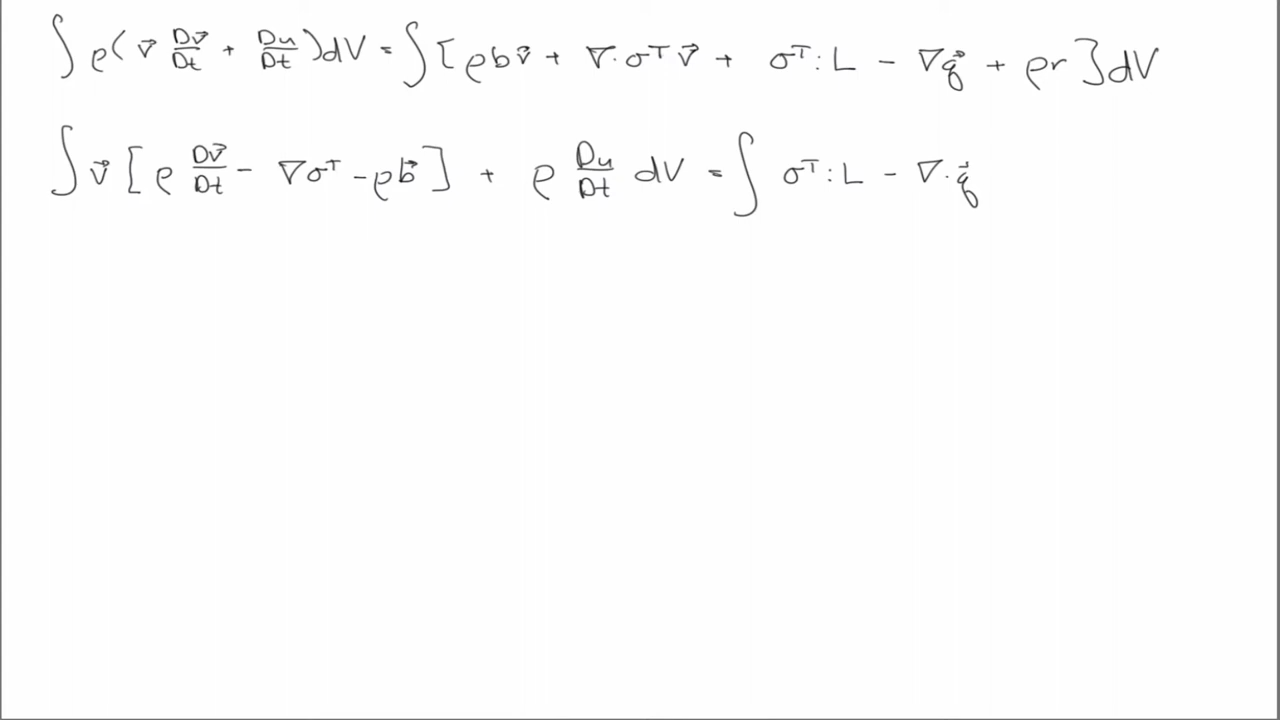 ∫ρ(v⃗ Dv⃗/Dt + Du/Dt)dV = ∫[ρbv⃗ + ∇·σᵀv⃗ + σᵀ:L − ∇q⃗ + ρr]dV
∫v⃗[ρ Dv⃗/Dt − ∇σᵀ − ρb⃗] + ρ Du/Dt dV = ∫ σᵀ:L − ∇·q⃗